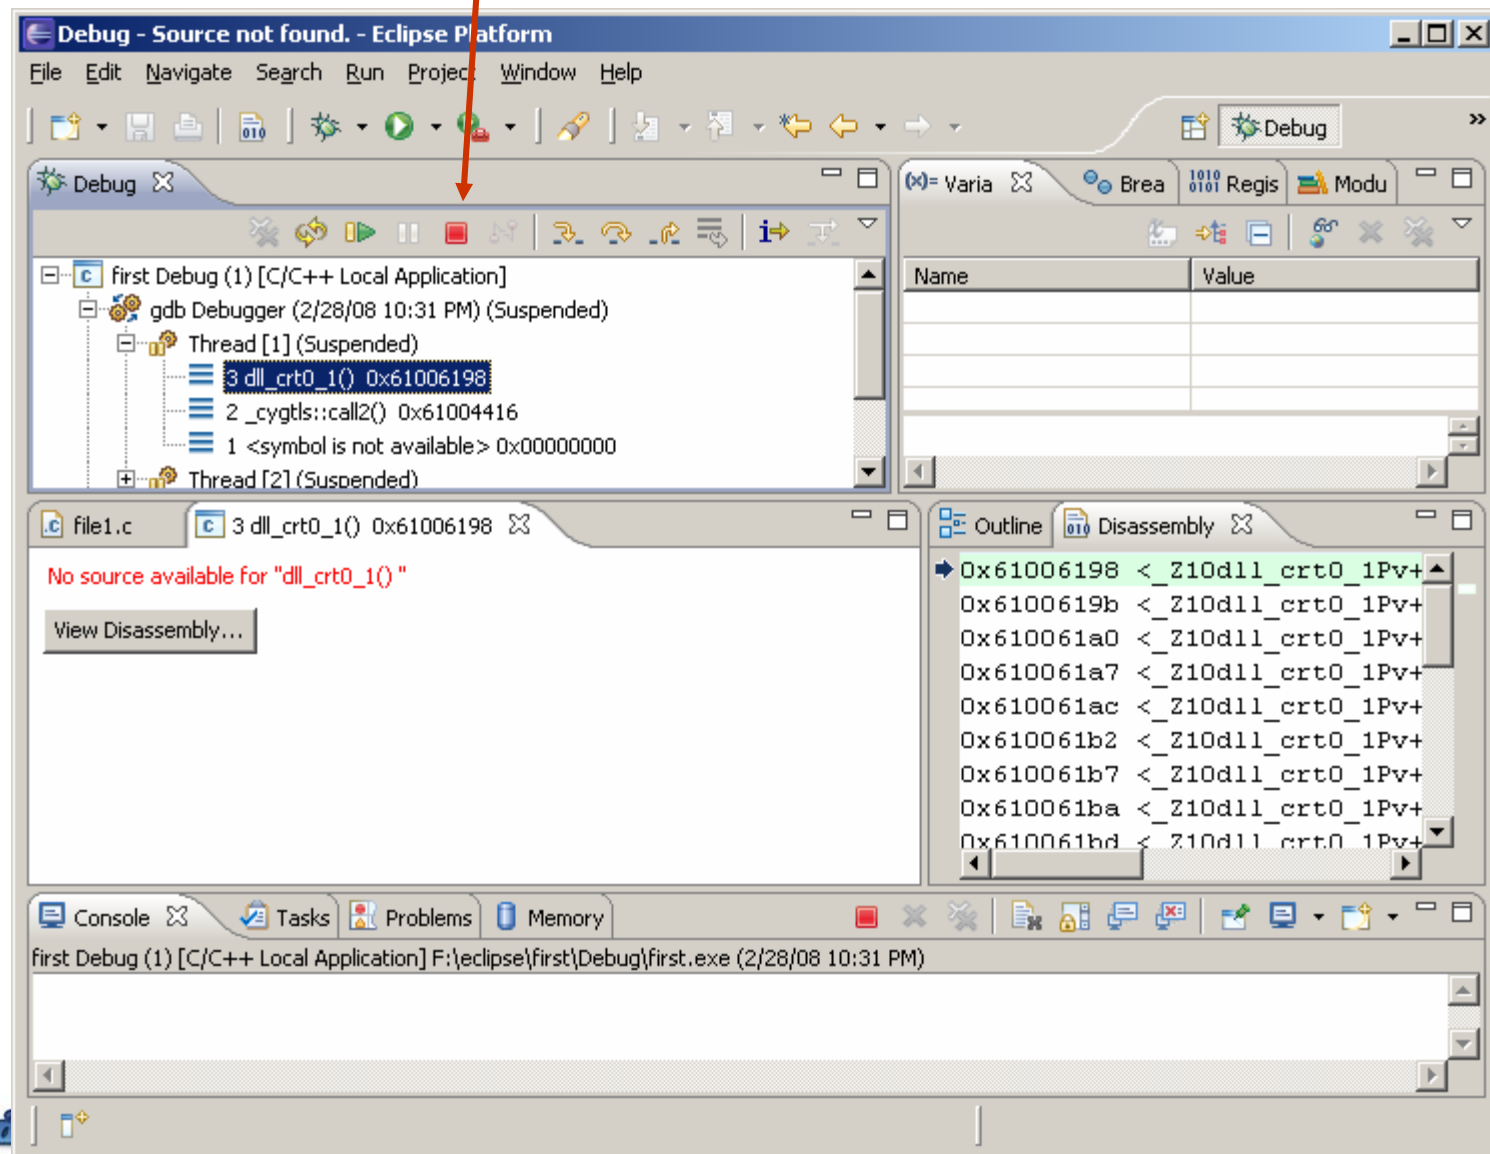 Debug - Source not found. - Eclipse Platform
File Edit Navigate Search Run Project Window Help
Debug
Debug
(x)= Varia Brea Regis Modu
first Debug (1) [C/C++ Local Application]
gdb Debugger (2/28/08 10:31 PM) (Suspended)
Thread [1] (Suspended)
3 dll_crt0_1() 0x61006198
2 _cygtls::call2() 0x61004416
1 <symbol is not available> 0x00000000
Thread [2] (Suspended)
Name Value
file1.c 3 dll_crt0_1() 0x61006198
No source available for "dll_crt0_1() "
View Disassembly...
Outline Disassembly
0x61006198 <_Z10dll_crt0_1Pv+
0x6100619b <_Z10dll_crt0_1Pv+
0x610061a0 <_Z10dll_crt0_1Pv+
0x610061a7 <_Z10dll_crt0_1Pv+
0x610061ac <_Z10dll_crt0_1Pv+
0x610061b2 <_Z10dll_crt0_1Pv+
0x610061b7 <_Z10dll_crt0_1Pv+
0x610061ba <_Z10dll_crt0_1Pv+
0x610061bd <_Z10dll_crt0_1Pv+
Console Tasks Problems Memory
first Debug (1) [C/C++ Local Application] F:\eclipse\first\Debug\first.exe (2/28/08 10:31 PM)